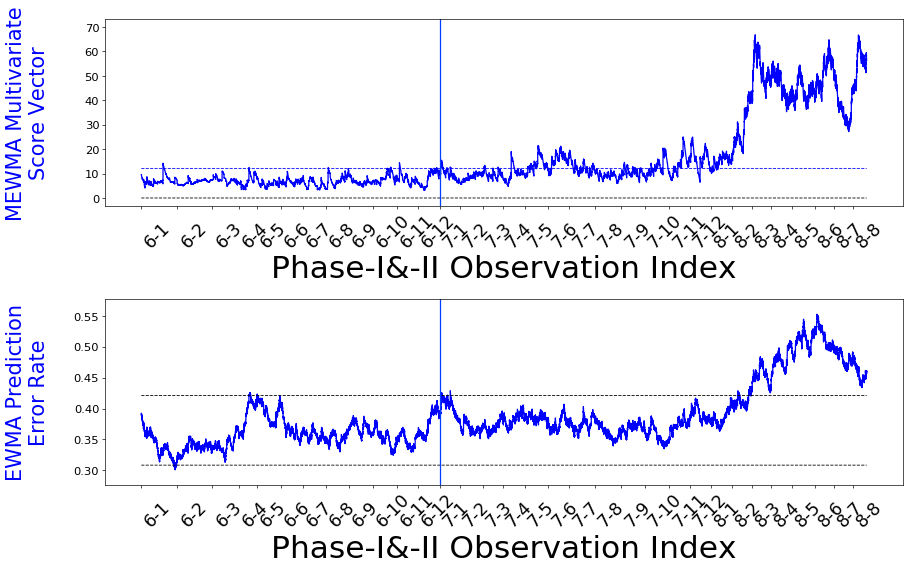 MEWMA Multivariate
Score Vector
70
60
50
40
30
20
10
0
6-1 6-2 6-3 6-4 6-5 6-6 6-7 6-8 6-9 6-10 6-11 6-12 7-1 7-2 7-3 7-4 7-5 7-6 7-7 7-8 7-9 7-10 7-11 7-12 8-1 8-2 8-3 8-4 8-5 8-6 8-7 8-8
Phase-I&-II Observation Index
EWMA Prediction
Error Rate
0.55
0.50
0.45
0.40
0.35
0.30
6-1 6-2 6-3 6-4 6-5 6-6 6-7 6-8 6-9 6-10 6-11 6-12 7-1 7-2 7-3 7-4 7-5 7-6 7-7 7-8 7-9 7-10 7-11 7-12 8-1 8-2 8-3 8-4 8-5 8-6 8-7 8-8
Phase-I&-II Observation Index